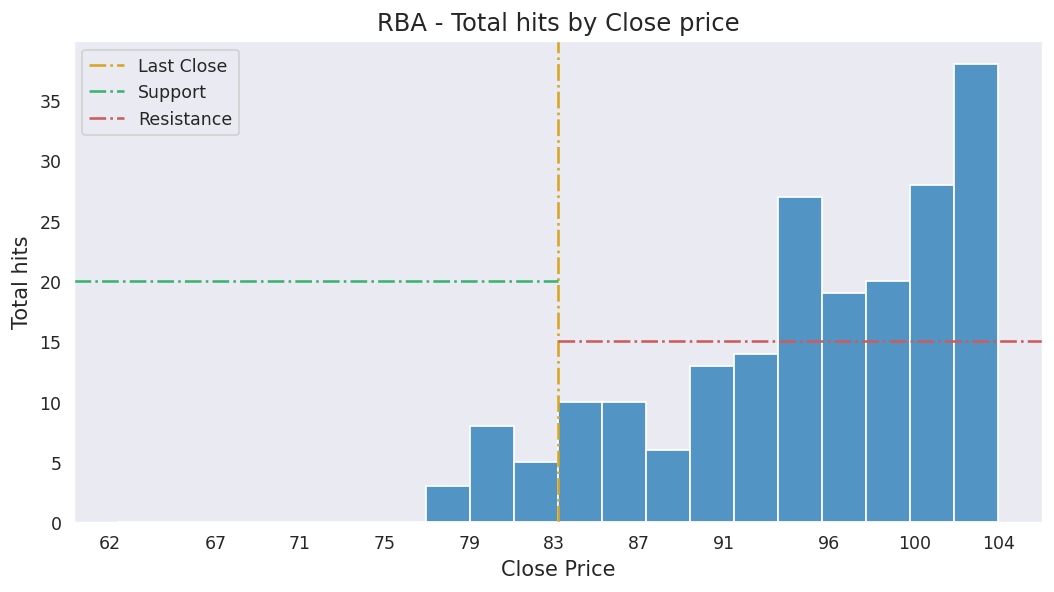 RBA - Total hits by Close price
Last Close
Support
Resistance
Total hits
35
30
25
20
15
10
5
0
62 67 71 75 79 83 87 91 96 100 104
Close Price